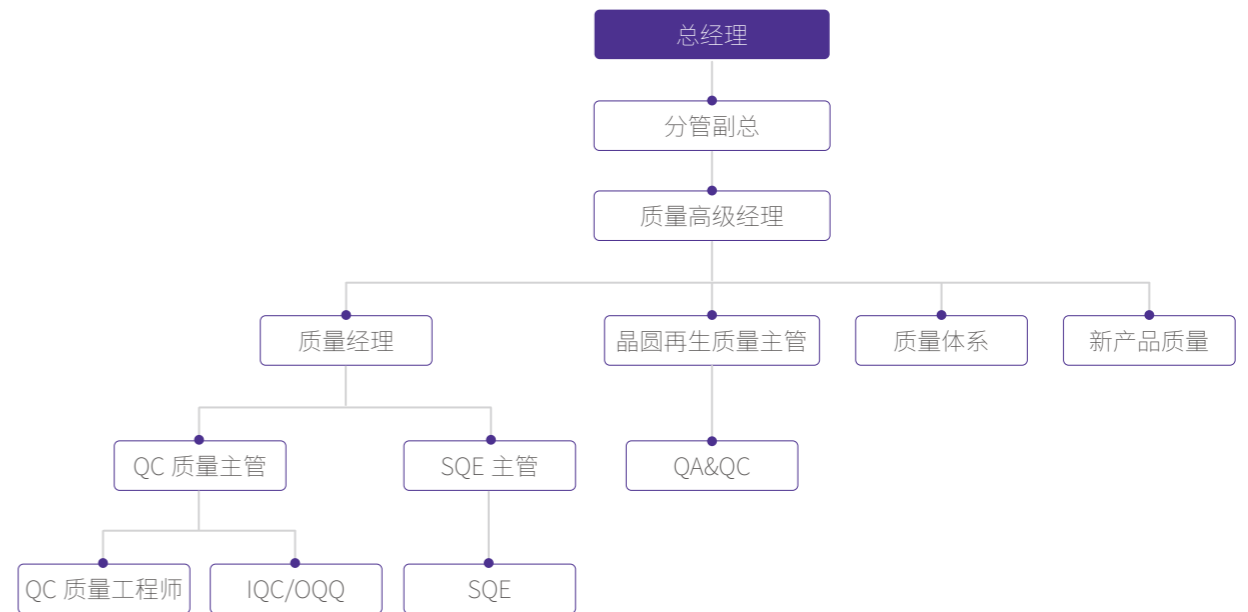 总经理
分管副总
质量高级经理
质量经理
晶圆再生质量主管
质量体系
新产品质量
QC 质量主管
SQE 主管
QA&QC
QC 质量工程师
IQC/OQQ
SQE